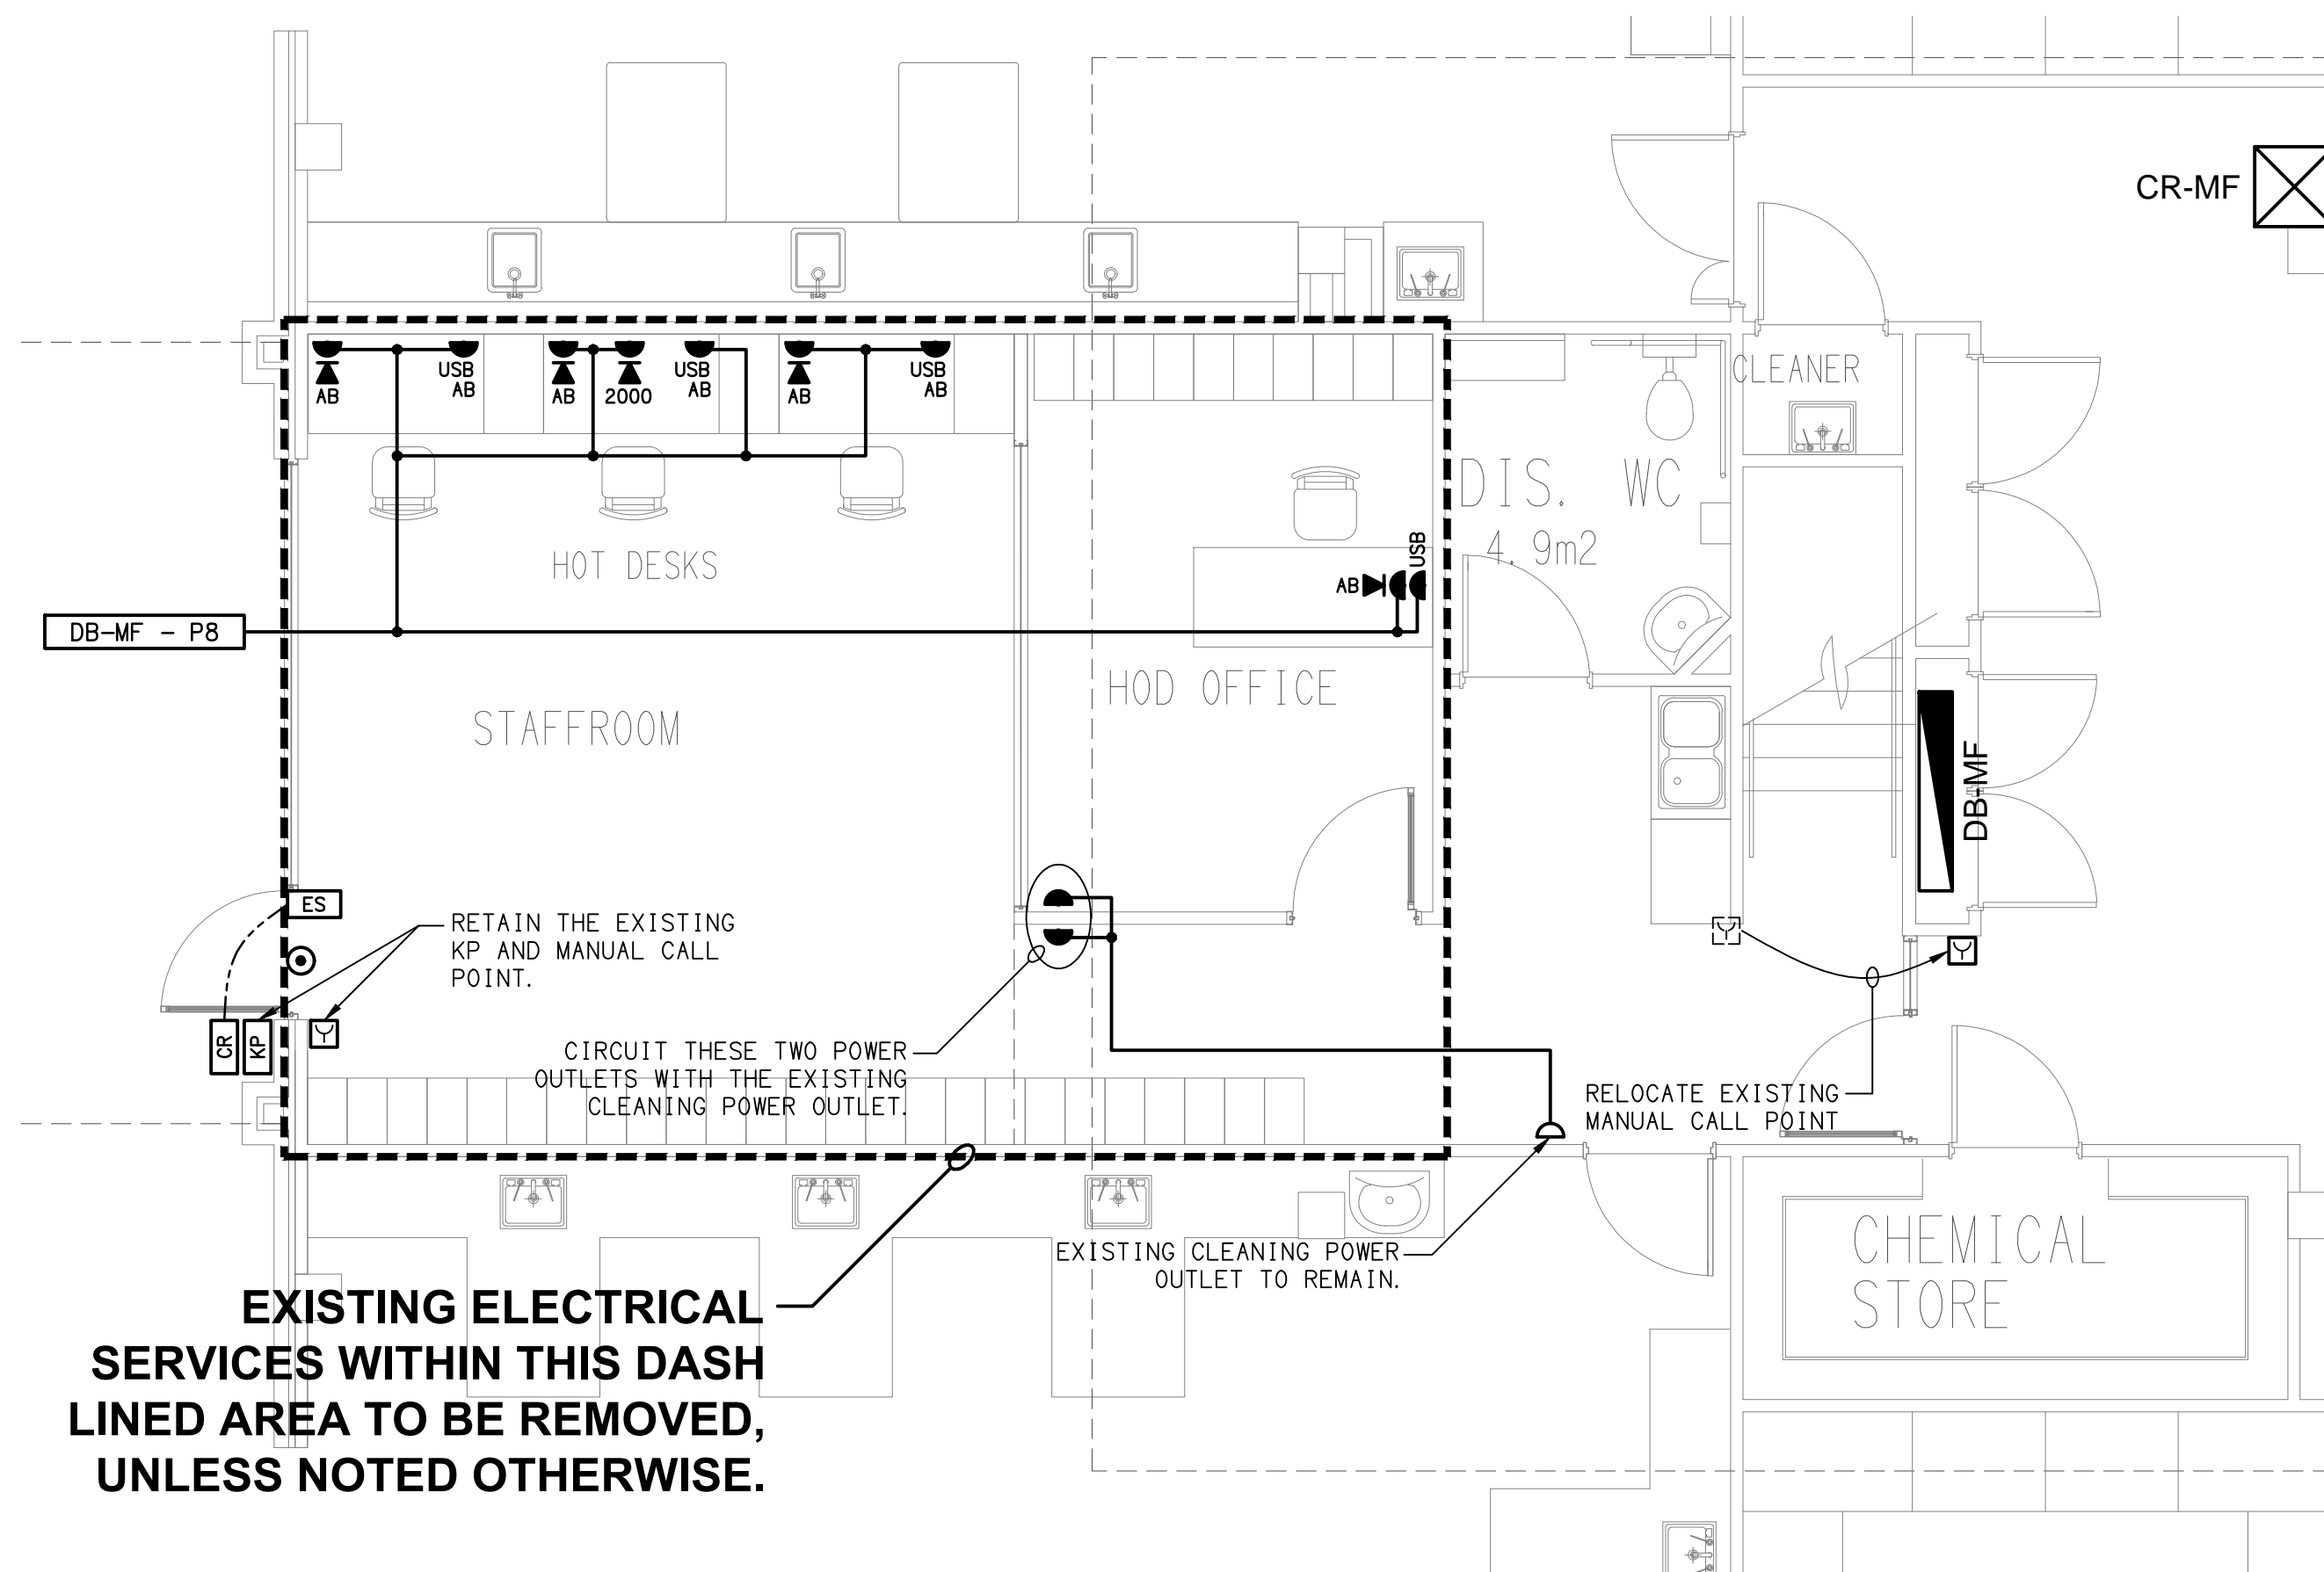 CR-MF
CLEANER
USB
AB
USB
AB
USB
AB
AB
AB
2000
AB
DIS. WC
4.9m2
HOT DESKS
USB
AB
DB-MF - P8
HOD OFFICE
STAFFROOM
DB-MF
ES
RETAIN THE EXISTING
KP AND MANUAL CALL
POINT.
CR
KP
CIRCUIT THESE TWO POWER
OUTLETS WITH THE EXISTING
CLEANING POWER OUTLET.
RELOCATE EXISTING
MANUAL CALL POINT
EXISTING CLEANING POWER
OUTLET TO REMAIN.
CHEMICAL
STORE
EXISTING ELECTRICAL
SERVICES WITHIN THIS DASH
LINED AREA TO BE REMOVED,
UNLESS NOTED OTHERWISE.